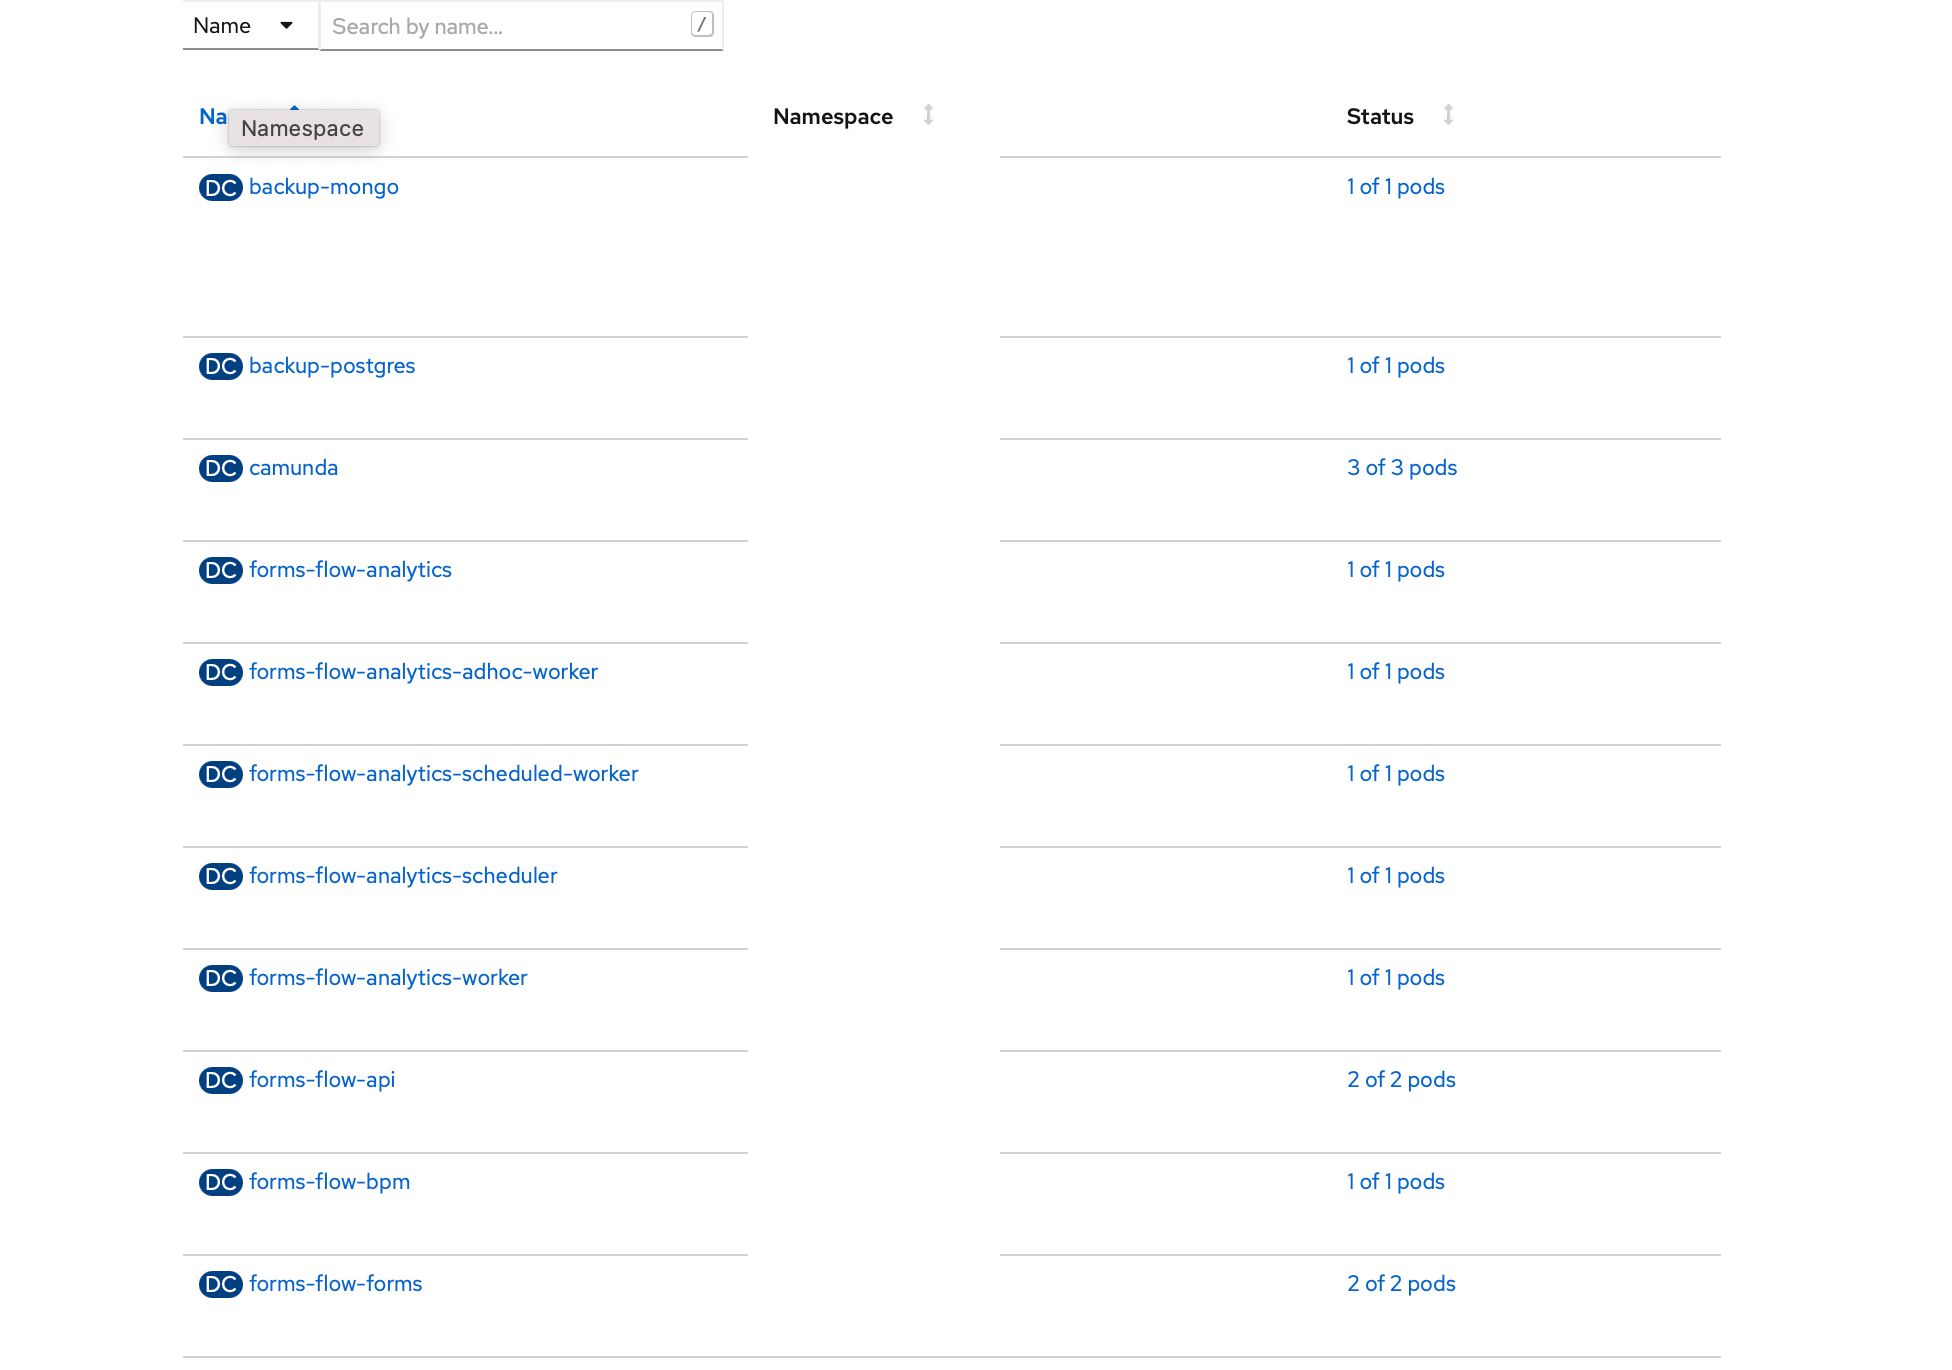 Name Search by name... /
Na Namespace Namespace Status
DC backup-mongo 1 of 1 pods
DC backup-postgres 1 of 1 pods
DC camunda 3 of 3 pods
DC forms-flow-analytics 1 of 1 pods
DC forms-flow-analytics-adhoc-worker 1 of 1 pods
DC forms-flow-analytics-scheduled-worker 1 of 1 pods
DC forms-flow-analytics-scheduler 1 of 1 pods
DC forms-flow-analytics-worker 1 of 1 pods
DC forms-flow-api 2 of 2 pods
DC forms-flow-bpm 1 of 1 pods
DC forms-flow-forms 2 of 2 pods